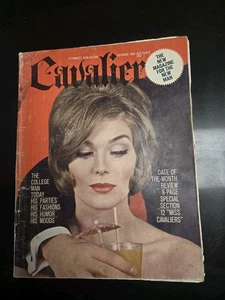 A FAWCETT PUBLICATION
Cavalier
THE
NEW
MAGAZINE
FOR THE
NEW
MAN
THE
COLLEGE
MAN
TODAY
HIS PARTIES
HIS FASHIONS
HIS HUMOR
HIS MOODS
DATE OF
THE-MONTH
REVIEW
8-PAGE
SPECIAL
SECTION
12 "MISS
CAVALIERS"